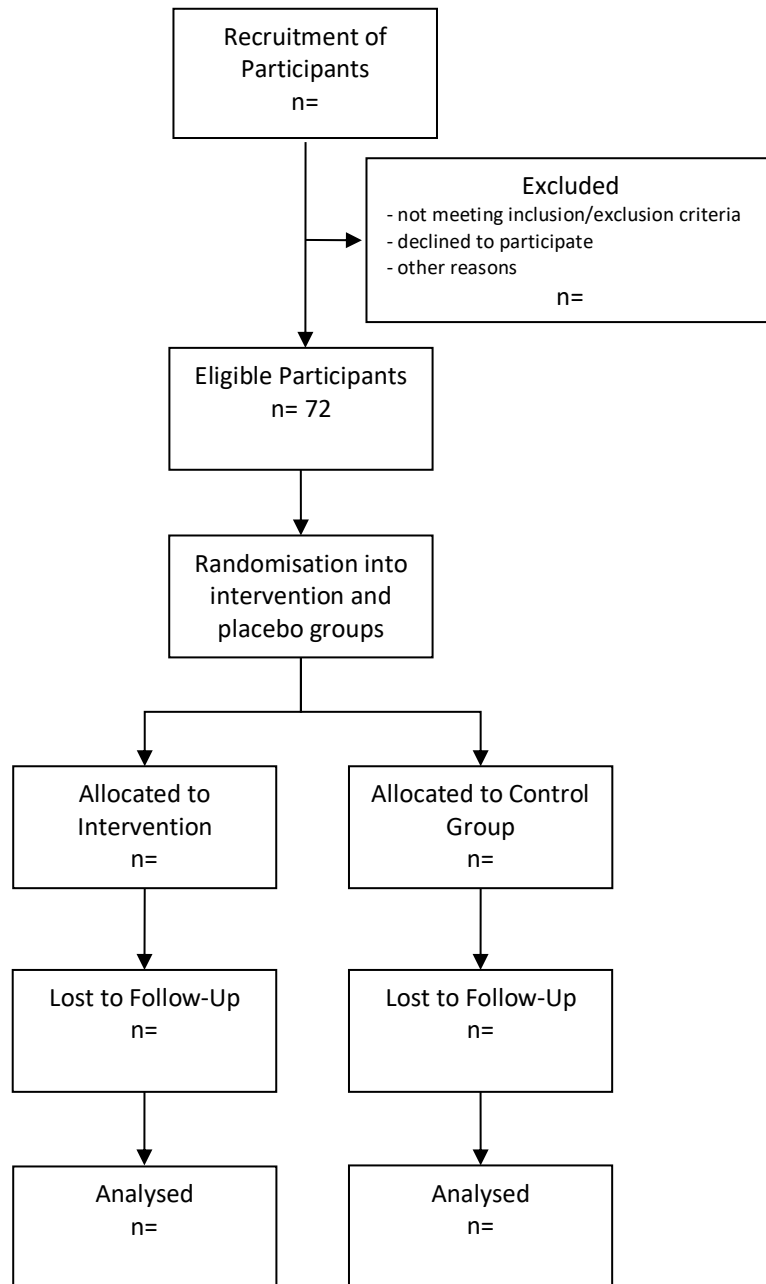 Recruitment of
Participants
n=
Excluded
- not meeting inclusion/exclusion criteria
- declined to participate
- other reasons
n=
Eligible Participants
n= 72
Randomisation into
intervention and
placebo groups
Allocated to
Intervention
n=
Allocated to Control
Group
n=
Lost to Follow-Up
n=
Lost to Follow-Up
n=
Analysed
n=
Analysed
n=